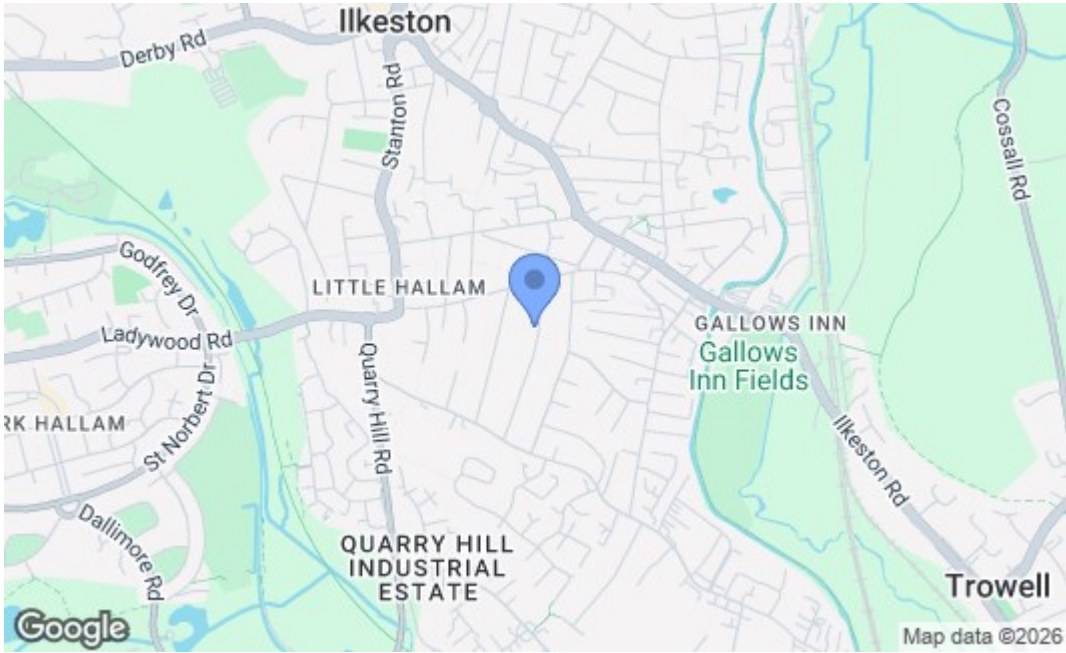 Ilkeston
Derby Rd
Stanton Rd
Cossall Rd
Godfrey Dr
LITTLE HALLAM
Ladywood Rd
GALLOWS INN
Gallows
Inn Fields
RK HALLAM
St Norbert Dr
Quarry Hill Rd
Ilkeston Rd
Dallimore Rd
QUARRY HILL
INDUSTRIAL
ESTATE
Trowell
Google
Map data ©2026